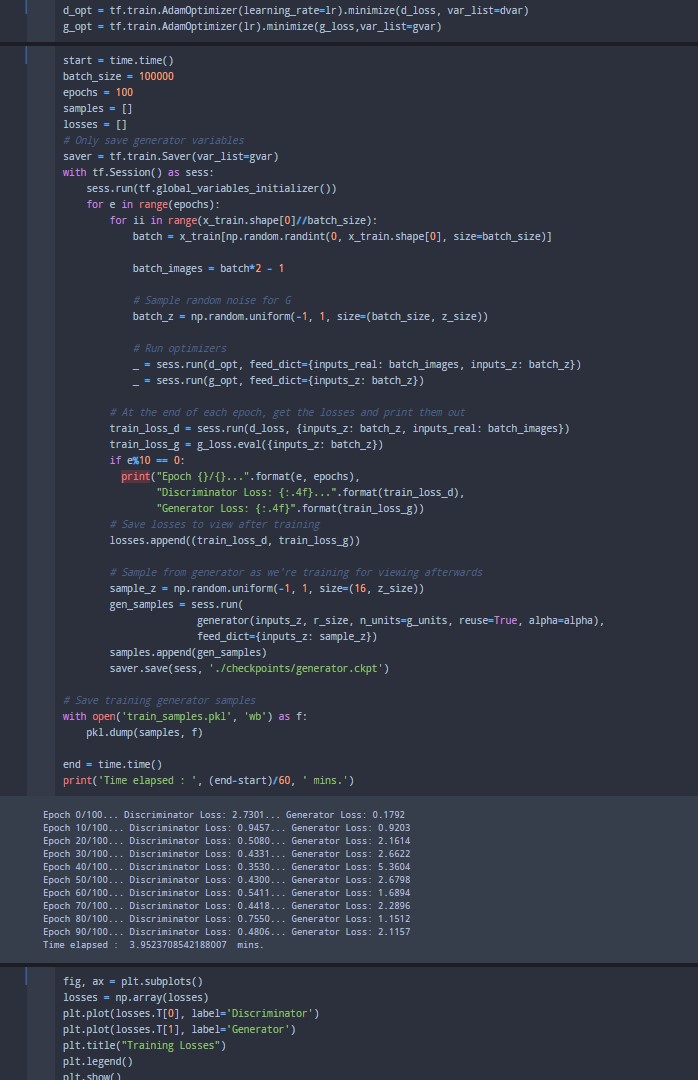 d_opt = tf.train.AdamOptimizer(learning_rate=lr).minimize(d_loss, var_list=dvar)
g_opt = tf.train.AdamOptimizer(lr).minimize(g_loss,var_list=gvar)
start = time.time()
batch_size = 100000
epochs = 100
samples = []
losses = []
# Only save generator variables
saver = tf.train.Saver(var_list=gvar)
with tf.Session() as sess:
    sess.run(tf.global_variables_initializer())
    for e in range(epochs):
        for ii in range(x_train.shape[0]//batch_size):
            batch = x_train[np.random.randint(0, x_train.shape[0], size=batch_size)]
            batch_images = batch*2 - 1
            # Sample random noise for G
            batch_z = np.random.uniform(-1, 1, size=(batch_size, z_size))
            # Run optimizers
            _ = sess.run(d_opt, feed_dict={inputs_real: batch_images, inputs_z: batch_z})
            _ = sess.run(g_opt, feed_dict={inputs_z: batch_z})
        # At the end of each epoch, get the losses and print them out
        train_loss_d = sess.run(d_loss, {inputs_z: batch_z, inputs_real: batch_images})
        train_loss_g = g_loss.eval({inputs_z: batch_z})
        if e%10 == 0:
          print("Epoch {}/{}...".format(e, epochs),
                "Discriminator Loss: {:.4f}...".format(train_loss_d),
                "Generator Loss: {:.4f}".format(train_loss_g))
        # Save losses to view after training
        losses.append((train_loss_d, train_loss_g))
        # Sample from generator as we're training for viewing afterwards
        sample_z = np.random.uniform(-1, 1, size=(16, z_size))
        gen_samples = sess.run(
                       generator(inputs_z, r_size, n_units=g_units, reuse=True, alpha=alpha),
                       feed_dict={inputs_z: sample_z})
        samples.append(gen_samples)
        saver.save(sess, './checkpoints/generator.ckpt')
# Save training generator samples
with open('train_samples.pkl', 'wb') as f:
    pkl.dump(samples, f)
end = time.time()
print('Time elapsed : ', (end-start)/60, ' mins.')
Epoch 0/100... Discriminator Loss: 2.7301... Generator Loss: 0.1792
Epoch 10/100... Discriminator Loss: 0.9457... Generator Loss: 0.9203
Epoch 20/100... Discriminator Loss: 0.5080... Generator Loss: 2.1614
Epoch 30/100... Discriminator Loss: 0.4331... Generator Loss: 2.6622
Epoch 40/100... Discriminator Loss: 0.3530... Generator Loss: 5.3604
Epoch 50/100... Discriminator Loss: 0.4300... Generator Loss: 2.6798
Epoch 60/100... Discriminator Loss: 0.5411... Generator Loss: 1.6894
Epoch 70/100... Discriminator Loss: 0.4418... Generator Loss: 2.2896
Epoch 80/100... Discriminator Loss: 0.7550... Generator Loss: 1.1512
Epoch 90/100... Discriminator Loss: 0.4806... Generator Loss: 2.1157
Time elapsed :  3.9523708542188007  mins.
fig, ax = plt.subplots()
losses = np.array(losses)
plt.plot(losses.T[0], label='Discriminator')
plt.plot(losses.T[1], label='Generator')
plt.title("Training Losses")
plt.legend()
plt.show()